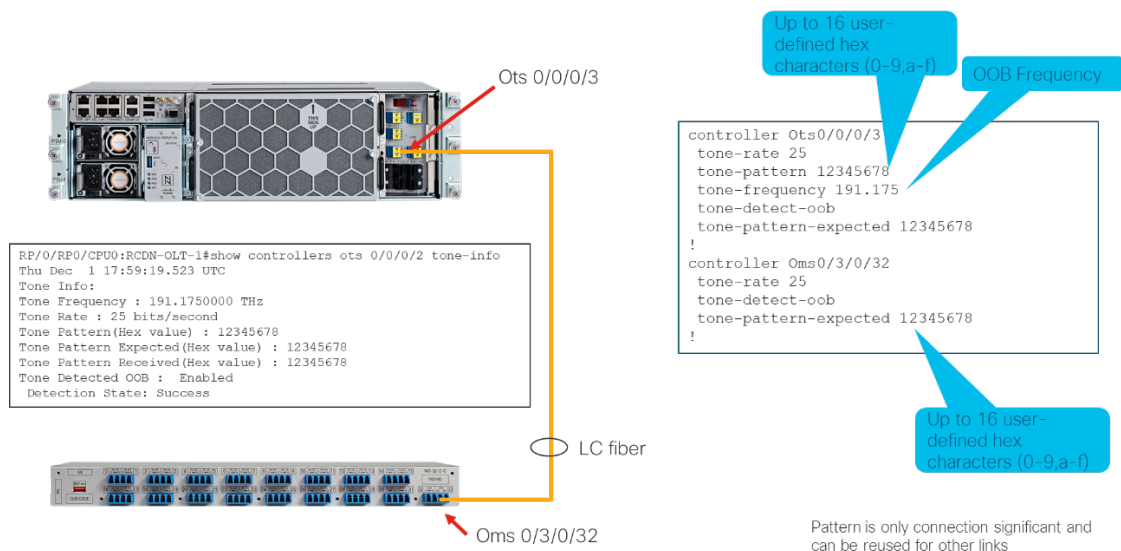 Up to 16 user-
defined hex
characters (0-9,a-f)
OOB Frequency
Ots 0/0/0/3
THIS
SIDE
UP
controller Ots0/0/0/3
tone-rate 25
tone-pattern 12345678
tone-frequency 191.175
tone-detect-oob
tone-pattern-expected 12345678
!
controller Oms0/3/0/32
tone-rate 25
tone-detect-oob
tone-pattern-expected 12345678
!
RP/0/RP0/CPU0:RCDN-OLT-1#show controllers ots 0/0/0/2 tone-info
Thu Dec  1 17:59:19.523 UTC
Tone Info:
Tone Frequency : 191.1750000 THz
Tone Rate : 25 bits/second
Tone Pattern(Hex value) : 12345678
Tone Pattern Expected(Hex value) : 12345678
Tone Pattern Received(Hex value) : 12345678
Tone Detected OOB :  Enabled
Detection State: Success
Up to 16 user-
defined hex
characters (0-9,a-f)
LC fiber
Oms 0/3/0/32
Pattern is only connection significant and
can be reused for other links